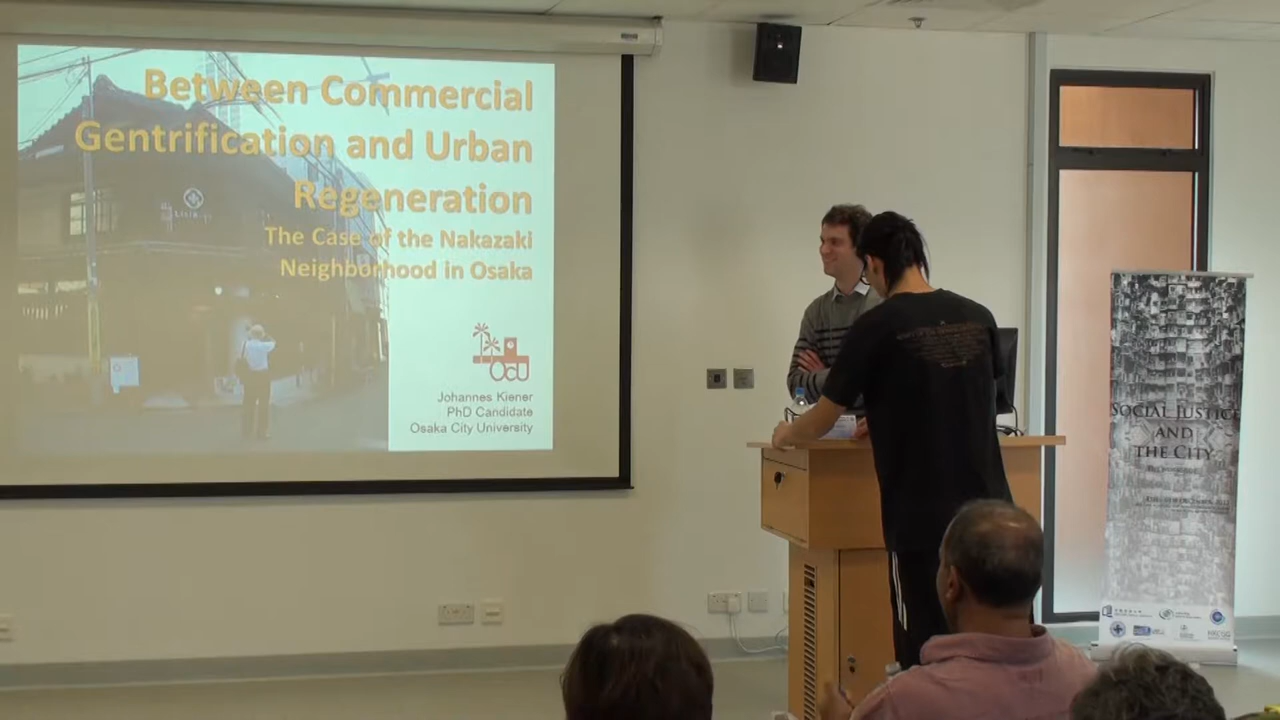 Between Commercial
Gentrification and Urban
Regeneration
The Case of the Nakazaki
Neighborhood in Osaka
OCU
Johannes Kiener
PhD Candidate
Osaka City University
SOCIAL JUSTICE
AND
THE CITY